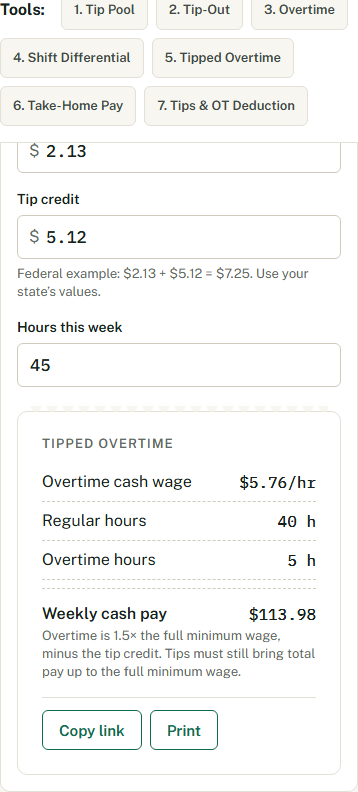 Tools: 1. Tip Pool 2. Tip-Out 3. Overtime
4. Shift Differential 5. Tipped Overtime
6. Take-Home Pay 7. Tips & OT Deduction
$ 2.13
Tip credit
$ 5.12
Federal example: $2.13 + $5.12 = $7.25. Use your
state's values.
Hours this week
45
TIPPED OVERTIME
Overtime cash wage $5.76/hr
Regular hours 40 h
Overtime hours 5 h
Weekly cash pay $113.98
Overtime is 1.5× the full minimum wage,
minus the tip credit. Tips must still bring total
pay up to the full minimum wage.
Copy link Print